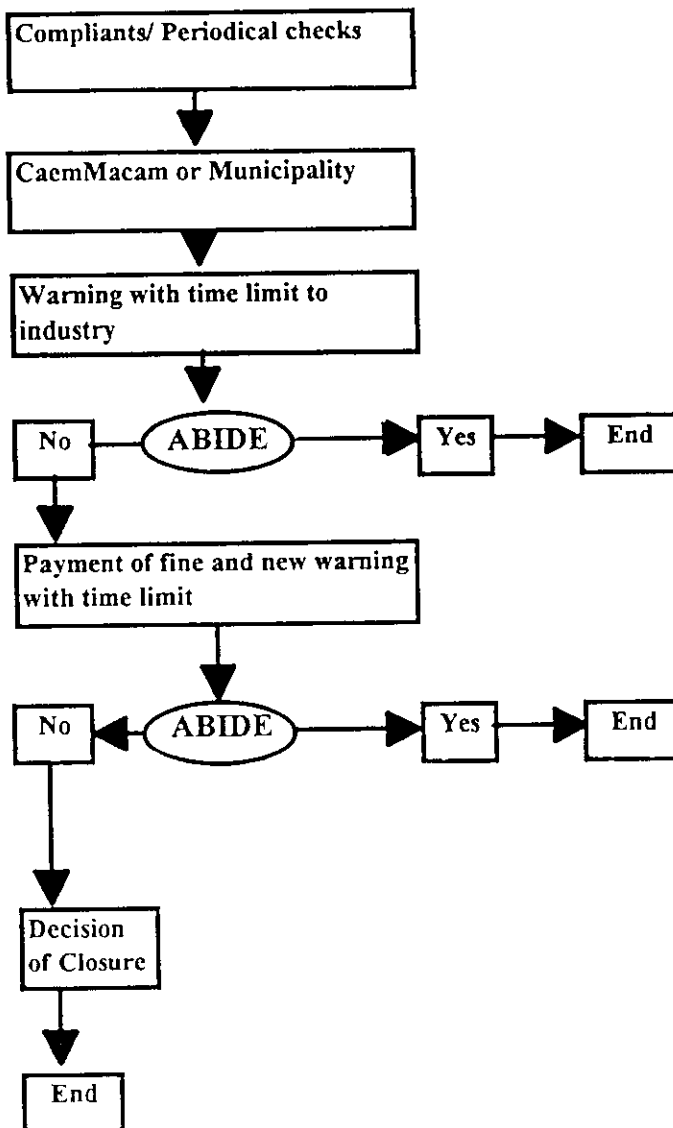 Compliants/ Periodical checks
CaemMacam or Municipality
Warning with time limit to
industry
No
ABIDE
Yes
End
Payment of fine and new warning
with time limit
No
ABIDE
Yes
End
Decision
of Closure
End